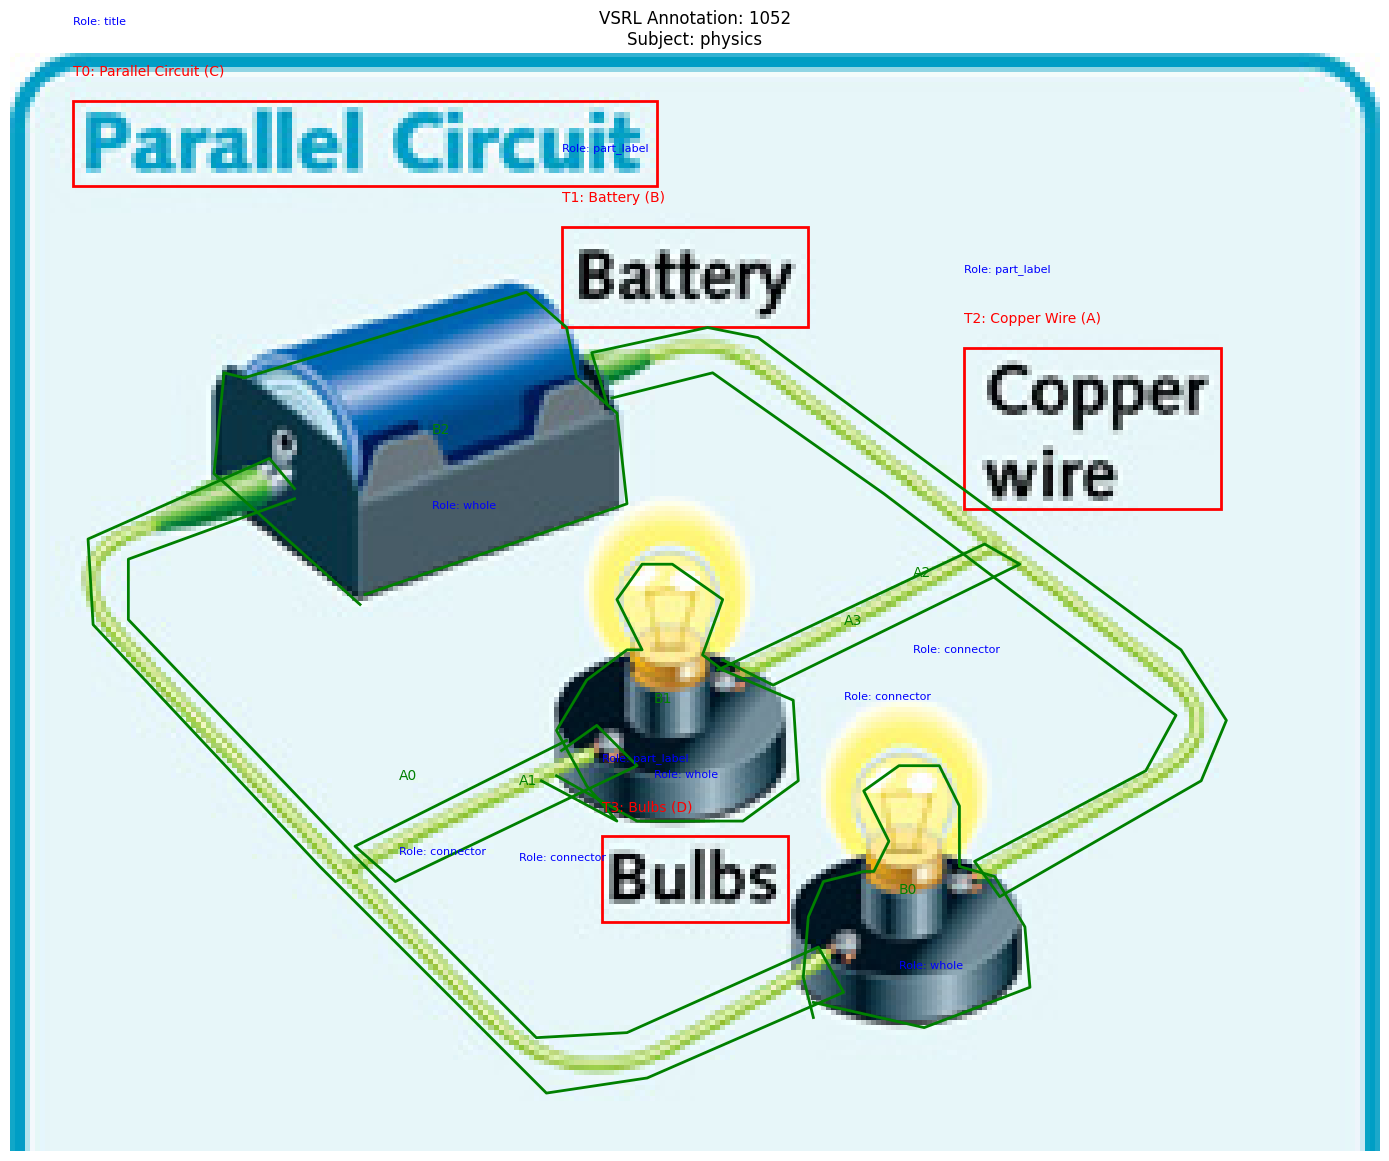 VSRL Annotation: 1052
Subject: physics
Role: title
T0: Parallel Circuit (C)
Parallel Circuit
Role: part_label
T1: Battery (B)
Battery
Role: part_label
T2: Copper Wire (A)
Copper
wire
B2
Role: whole
A2
A3
Role: connector
Role: connector
B1
Role: part_label
Role: whole
A0
A1
T3: Bulbs (D)
Role: connector
Role: connector
Bulbs
B0
Role: whole